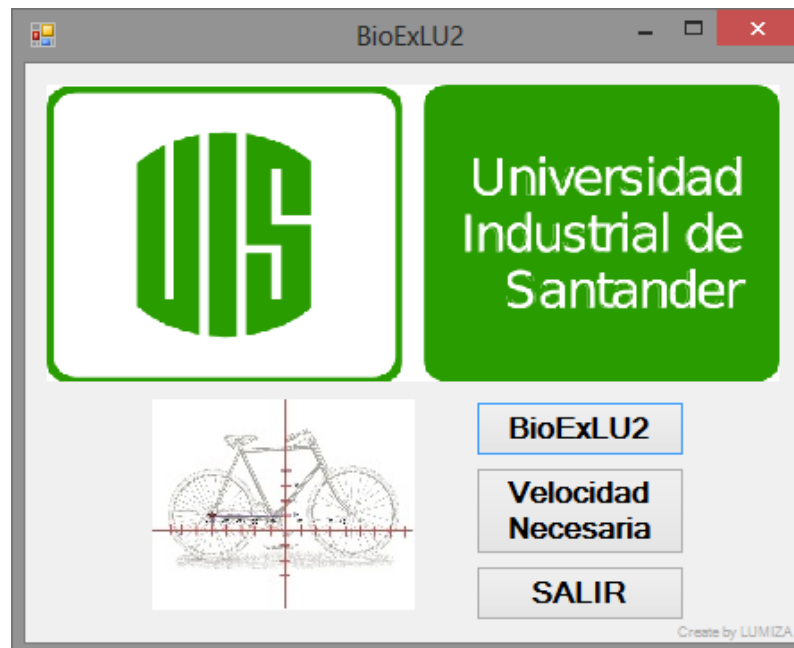 BioExLU2
UIS
Universidad
Industrial de
Santander
BioExLU2
Velocidad
Necesaria
SALIR
Create by LUMIZA